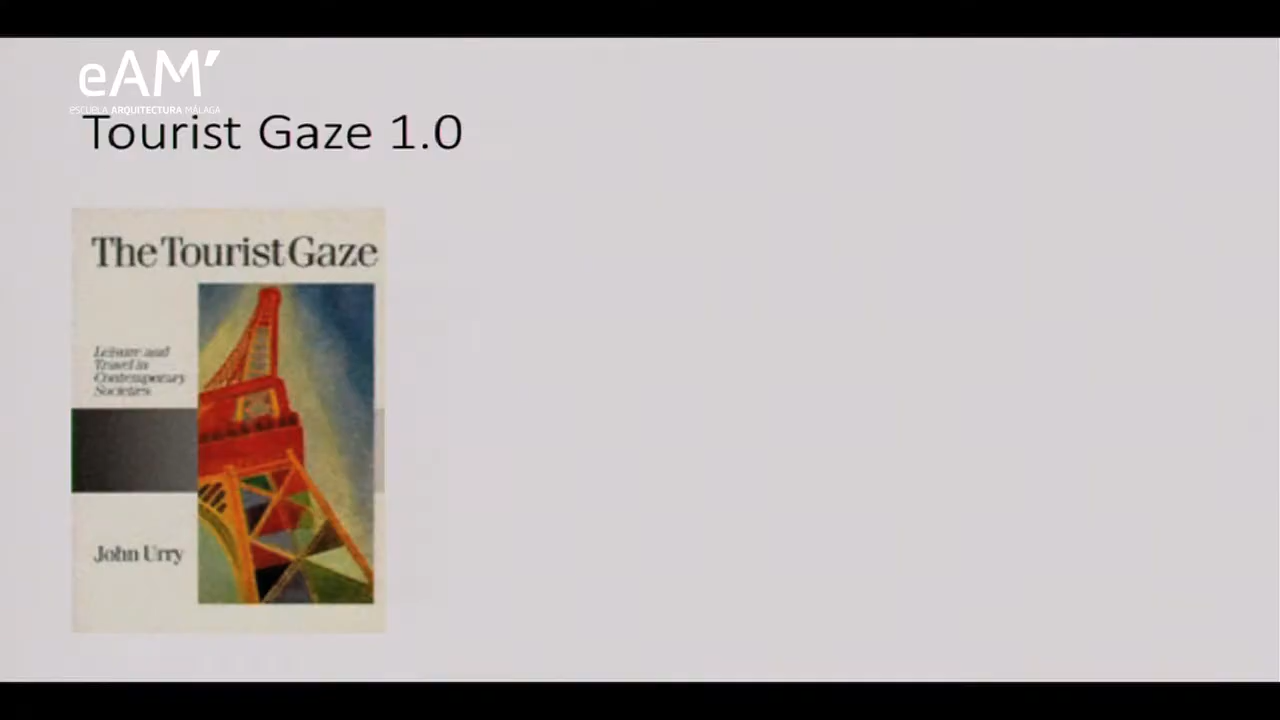 eAM'
escuela ARQUITECTURA MÁLAGA
Tourist Gaze 1.0
The Tourist Gaze
Leisure and
Travel in
Contemporary
Societies
John Urry